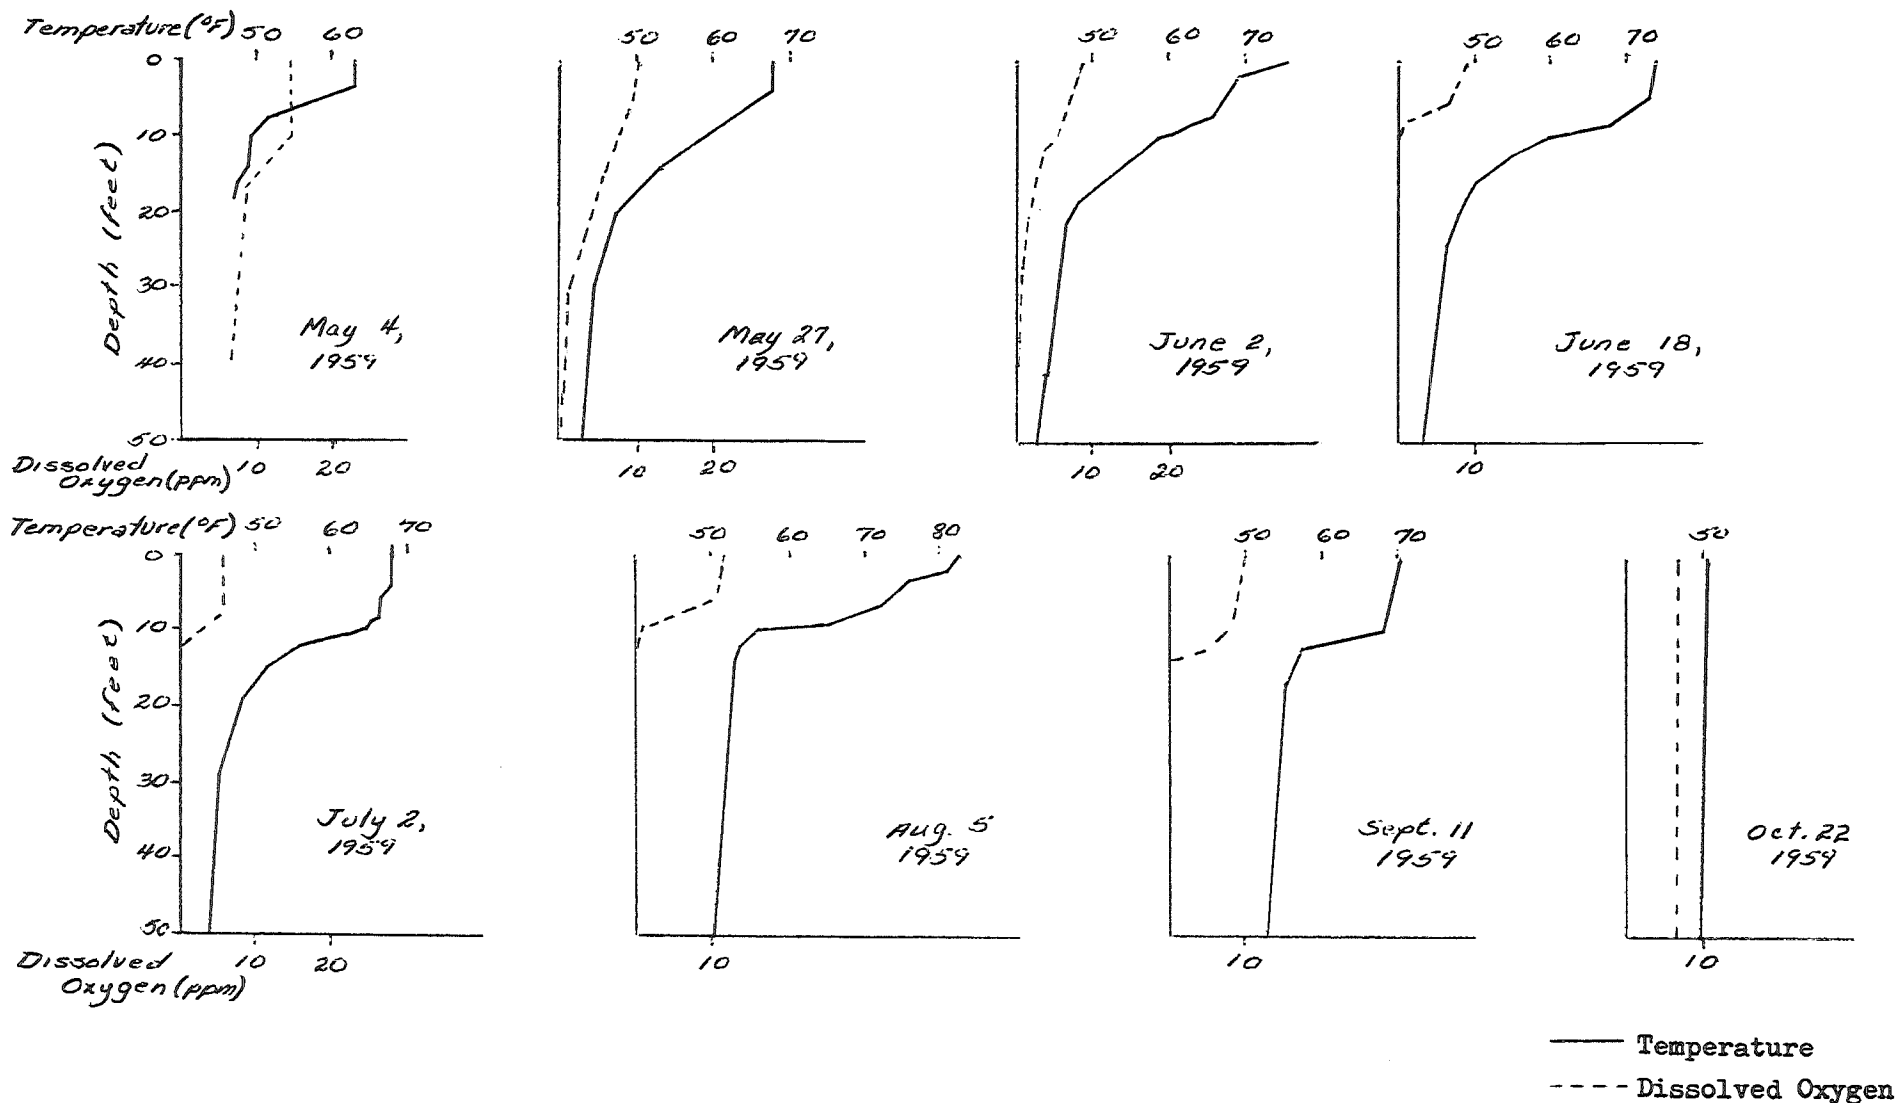 Temperature(°F) 50 60
50 60 70
50 60 70
50 60 70
0
10
20
30
40
50
Depth (feet)
May 4,
1959
May 27,
1959
June 2,
1959
June 18,
1959
Dissolved
Oxygen(ppm) 10 20
10 20
10 20
10
Temperature(°F) 50 60 70
50 60 70 80
50 60 70
50
0
10
20
30
40
50
Depth (feet)
July 2,
1959
Aug. 5
1959
Sept. 11
1959
Oct. 22
1959
Dissolved
Oxygen (ppm)
10 20
10
10
10
Temperature
Dissolved Oxygen